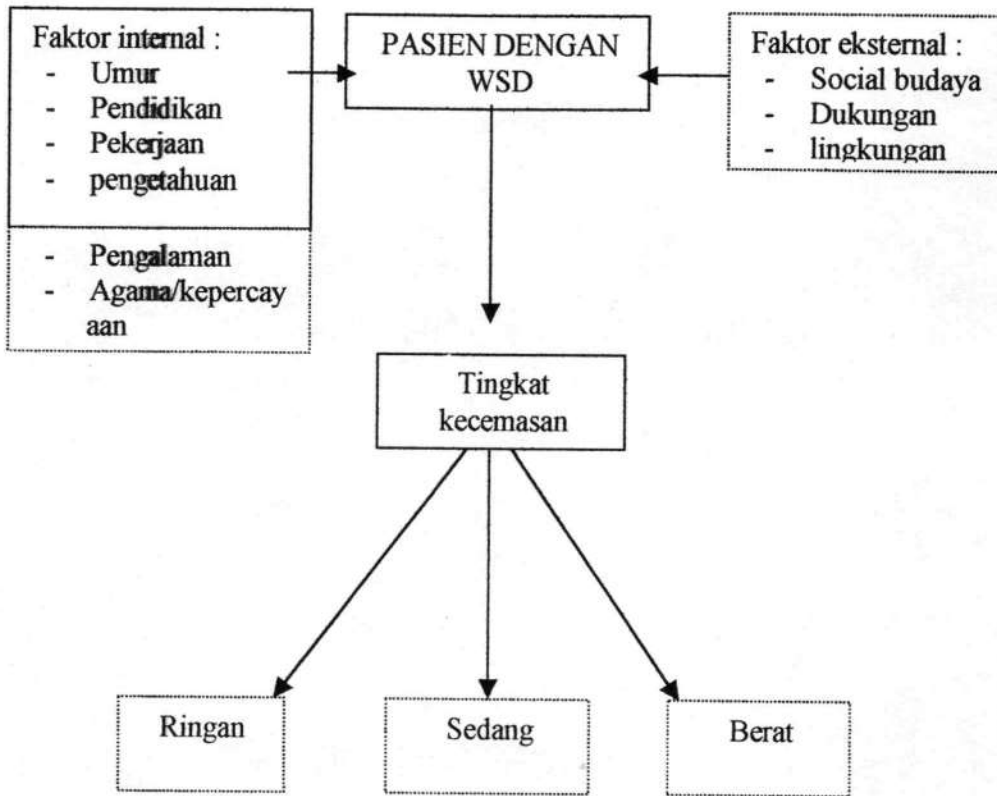 Faktor internal :
- Umur
- Pendidikan
- Pekerjaan
- pengetahuan
- Pengalaman
- Agama/kepercay
aan
PASIEN DENGAN
WSD
Faktor eksternal :
- Social budaya
- Dukungan
- lingkungan
Tingkat
kecemasan
Ringan
Sedang
Berat